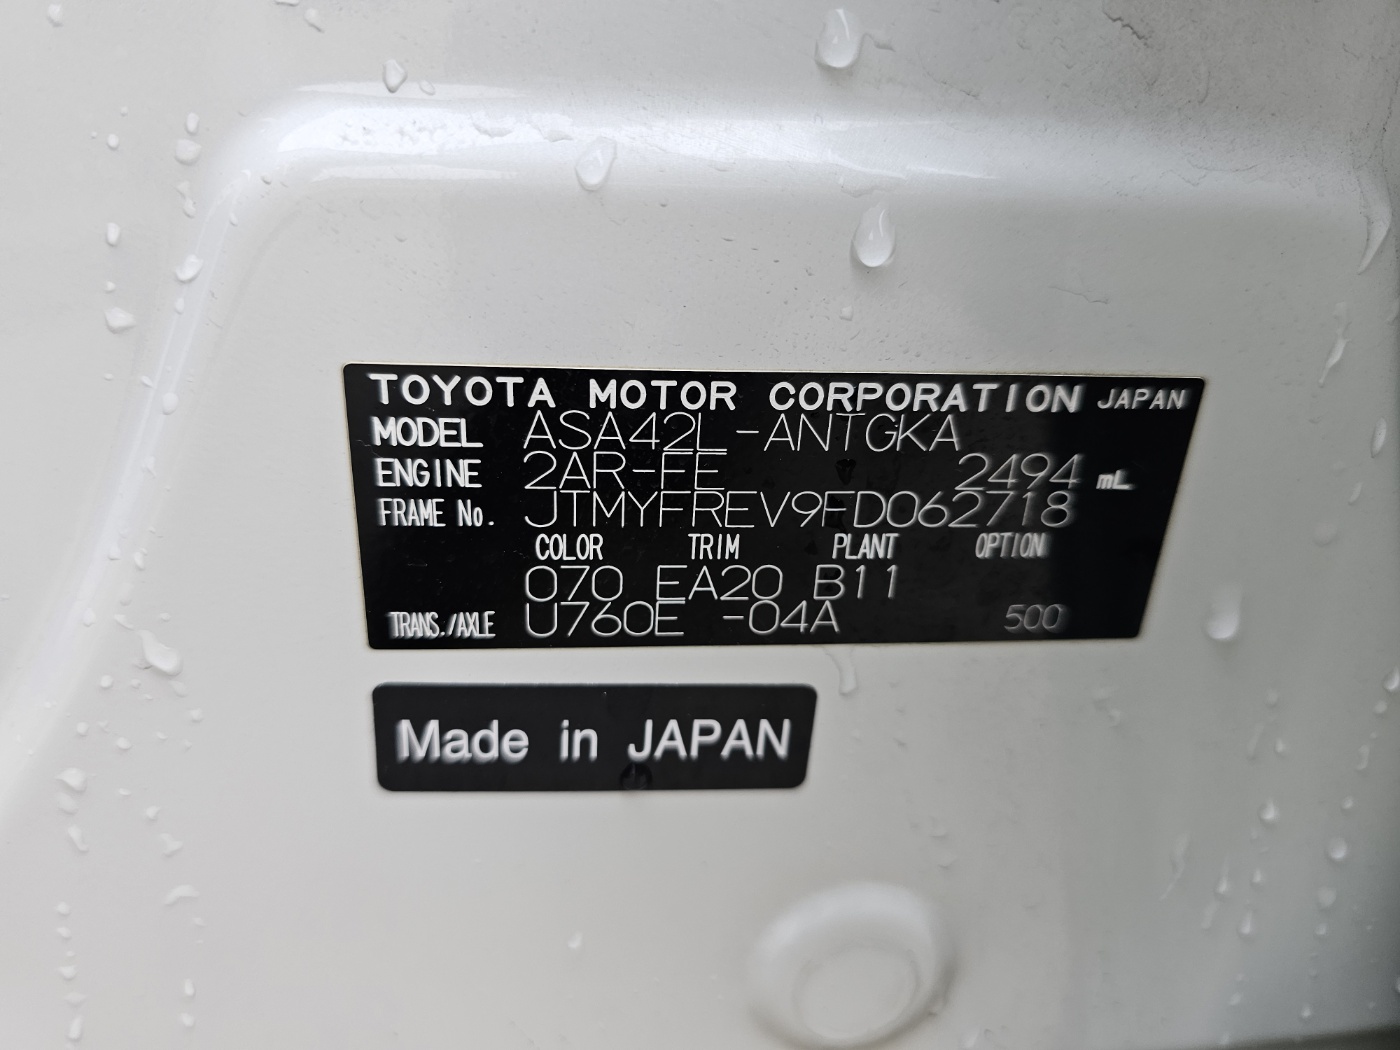 TOYOTA MOTOR CORPORATION JAPAN
MODEL ASA42L-ANTGKA
ENGINE 2AR-FE 2494 mL
FRAME No. JTMYFREV9FD062718
COLOR TRIM PLANT OPTION
070 EA20 B11
TRANS./AXLE U760E -04A 500
Made in JAPAN